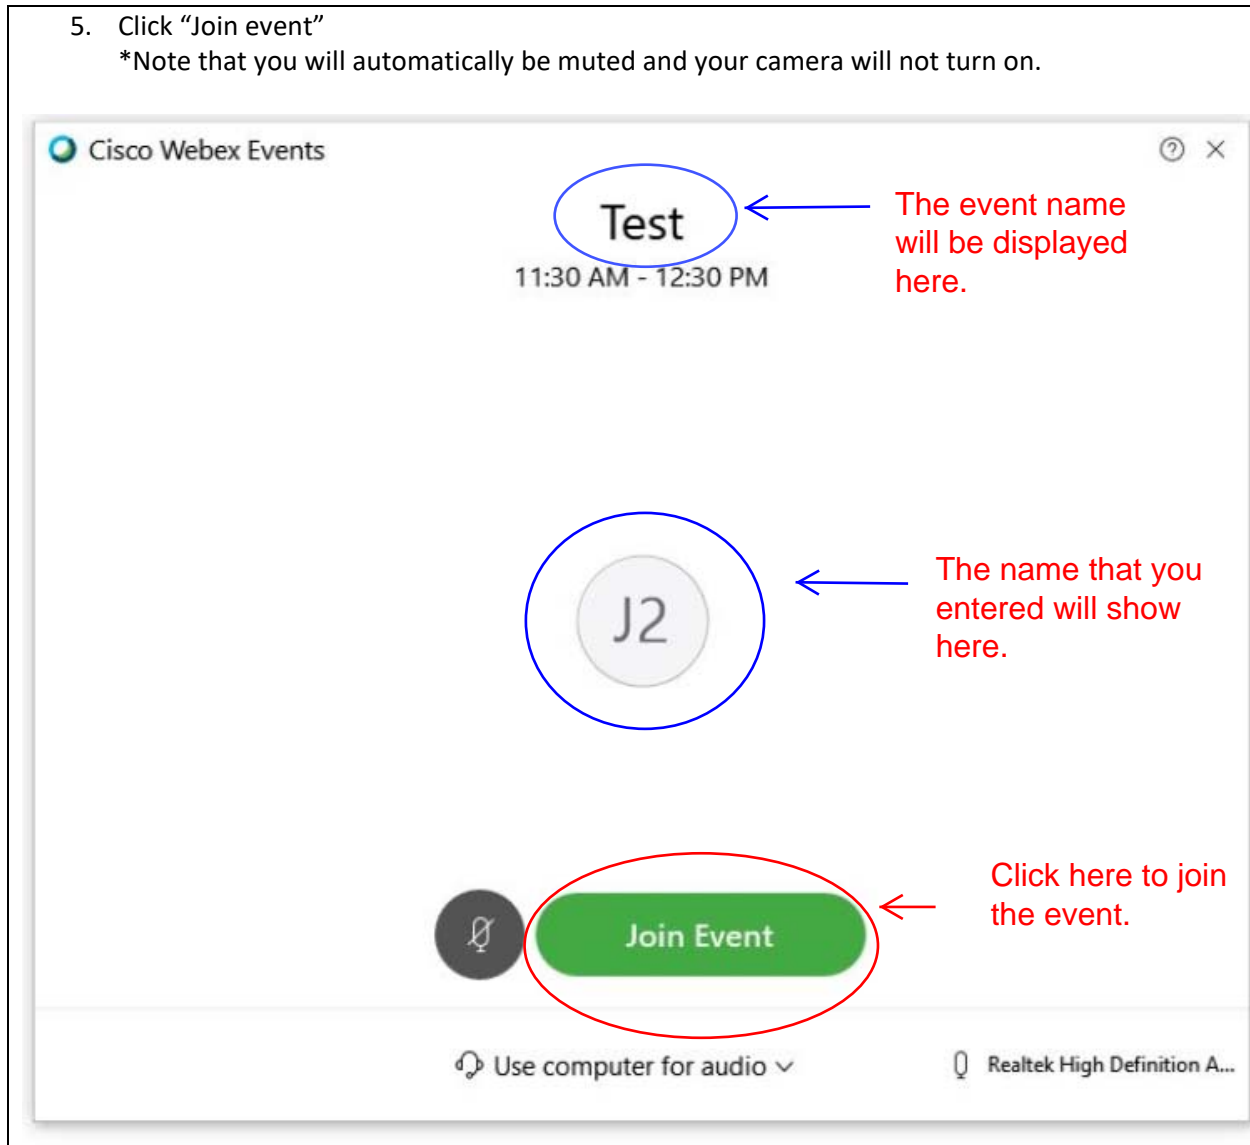 5. Click “Join event”
*Note that you will automatically be muted and your camera will not turn on.
Cisco Webex Events
Test
11:30 AM - 12:30 PM
The event name
will be displayed
here.
J2
The name that you
entered will show
here.
Join Event
Click here to join
the event.
Use computer for audio
Realtek High Definition A...